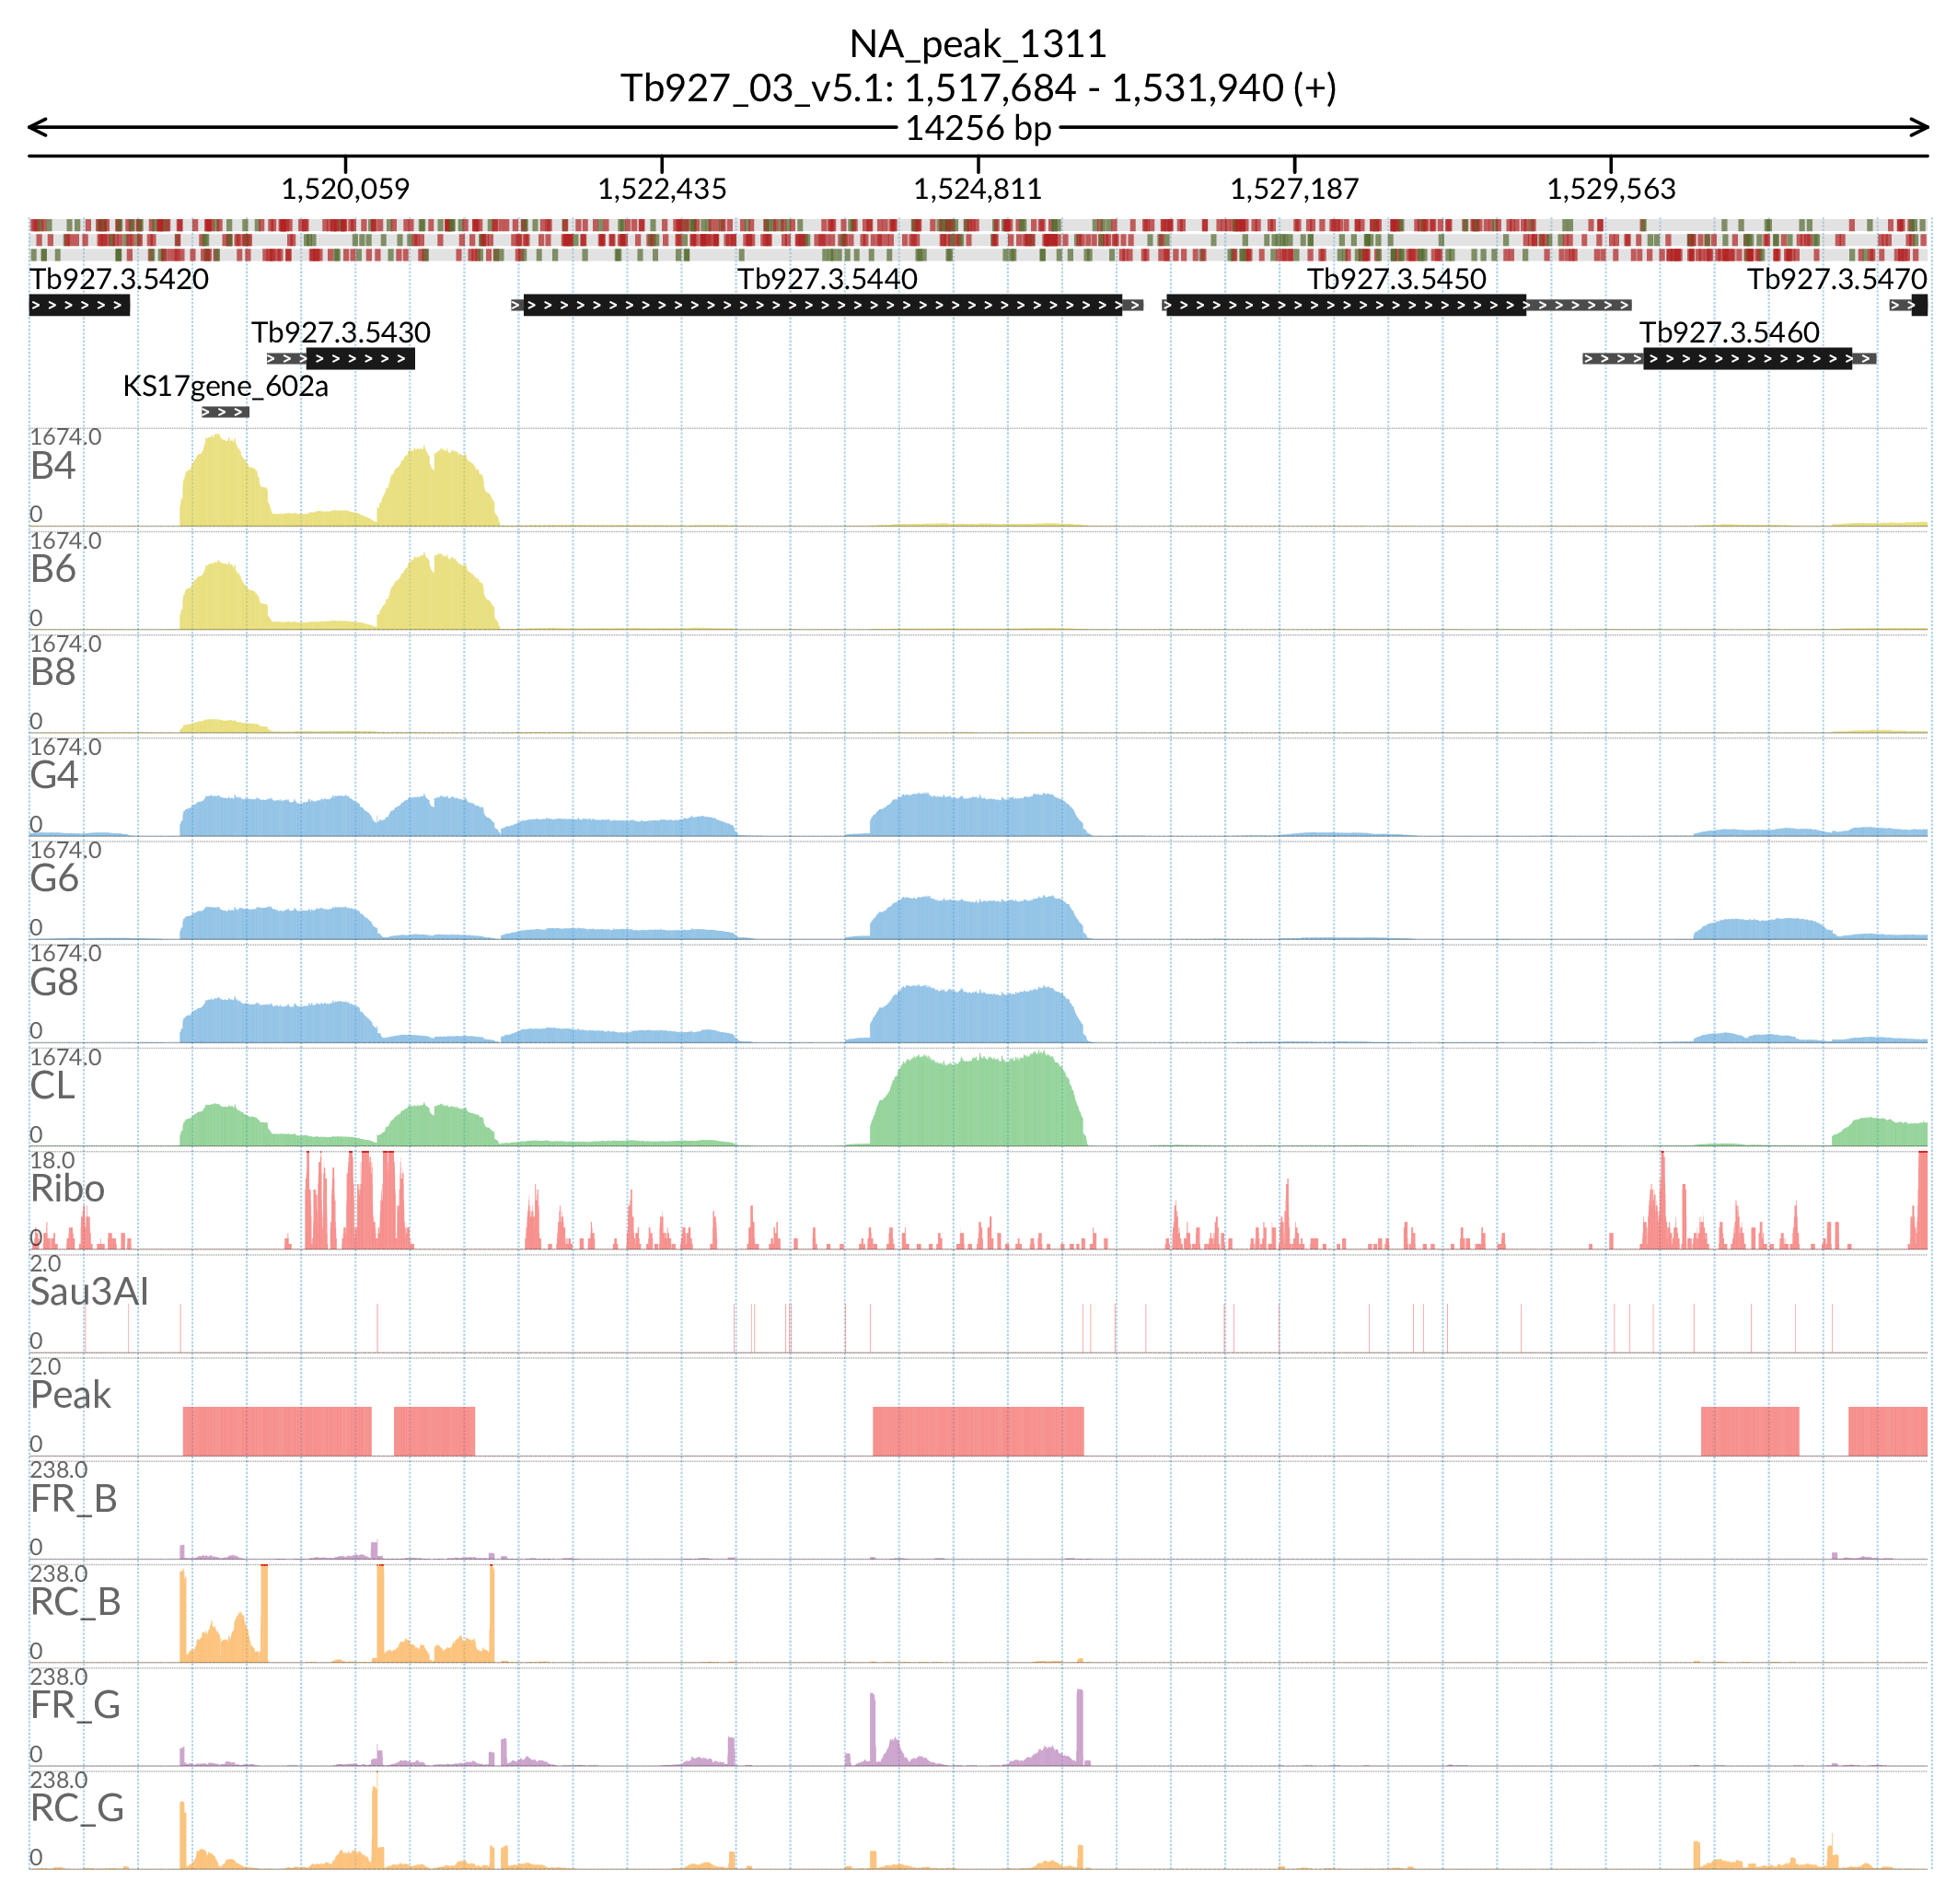 NA_peak_1311
Tb927_03_v5.1: 1,517,684 - 1,531,940 (+)
14256 bp
1,520,059 1,522,435 1,524,811 1,527,187 1,529,563
Tb927.3.5420 Tb927.3.5440 Tb927.3.5450 Tb927.3.5470
Tb927.3.5430 Tb927.3.5460
KS17gene_602a
1674.0
B4
0
1674.0
B6
0
1674.0
B8
0
1674.0
G4
0
1674.0
G6
0
1674.0
G8
0
1674.0
CL
0
18.0
Ribo
0
2.0
Sau3AI
0
2.0
Peak
0
238.0
FR_B
0
238.0
RC_B
0
238.0
FR_G
0
238.0
RC_G
0